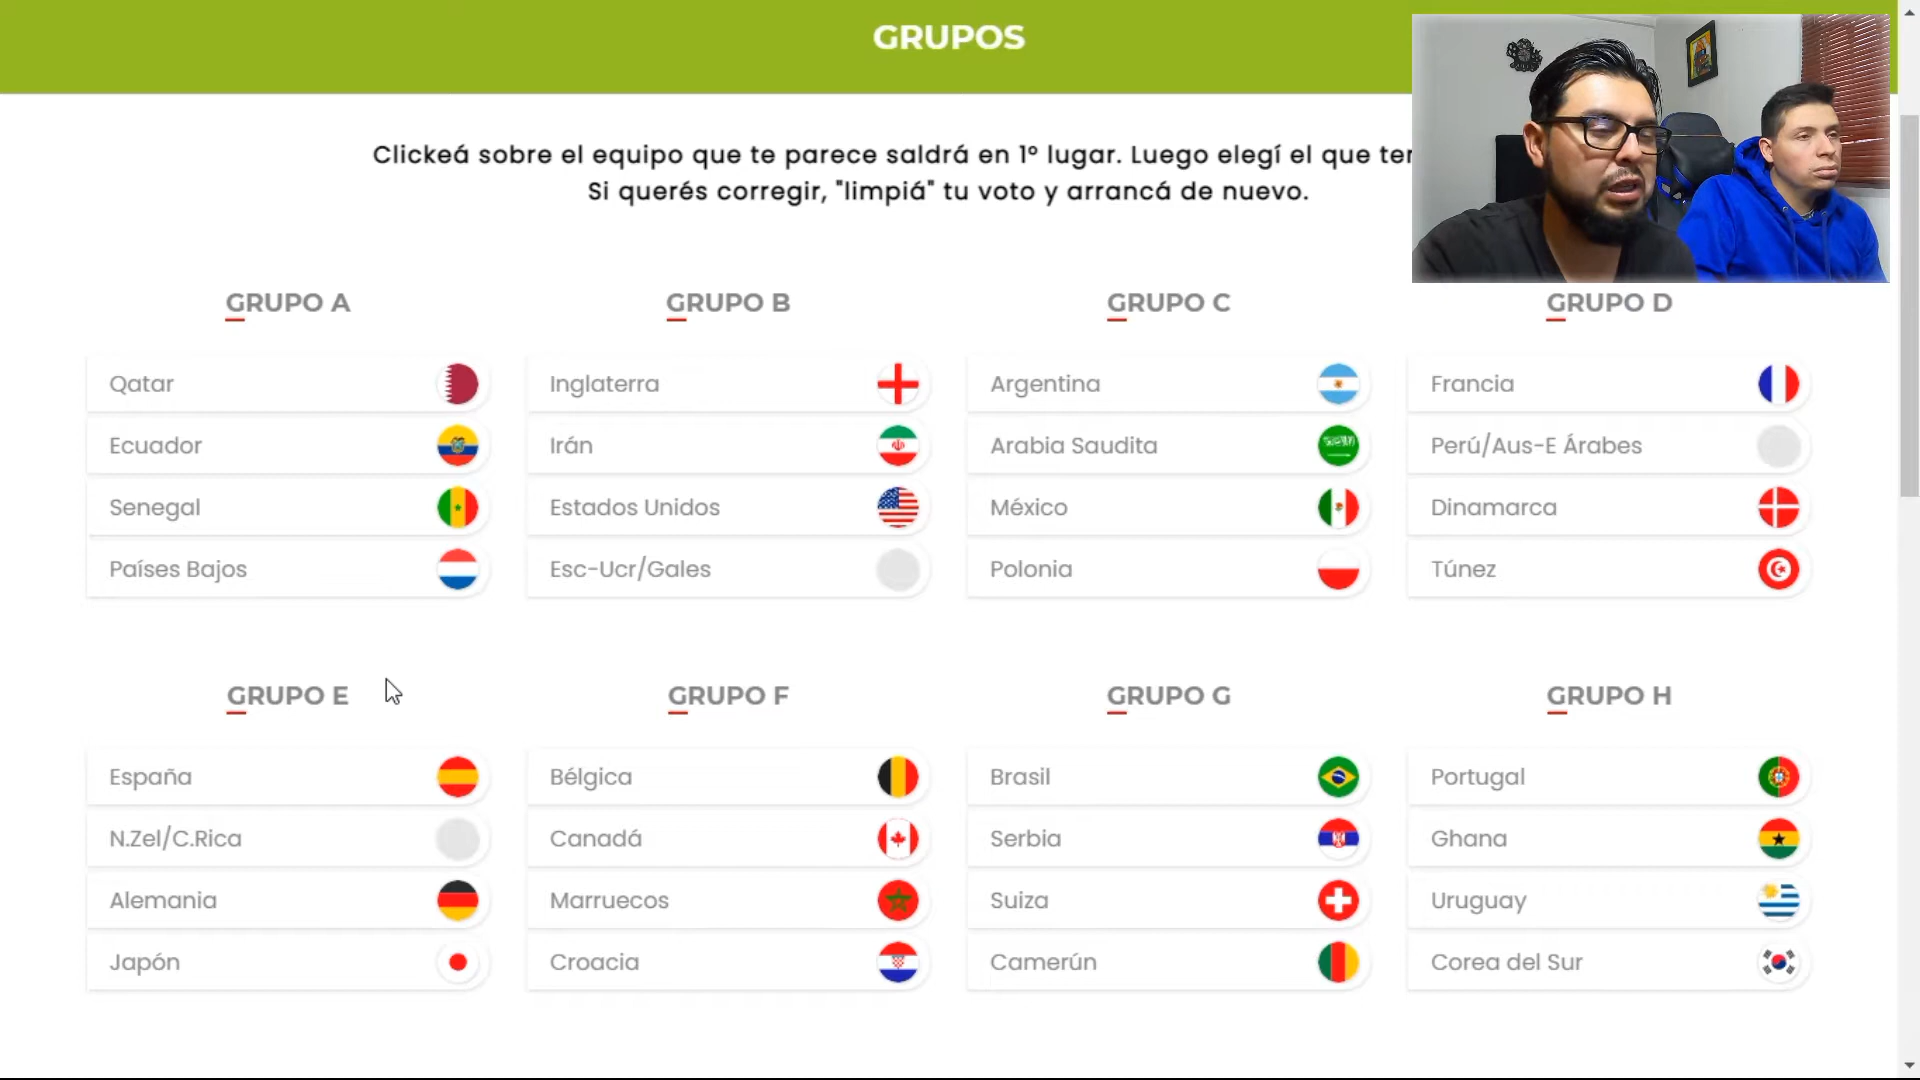 GRUPOS
Clickeá sobre el equipo que te parece saldrá en 1º lugar. Luego elegí el que
Si querés corregir, "limpiá" tu voto y arrancá de nuevo.
GRUPO A
Qatar
Ecuador
Senegal
Países Bajos
GRUPO B
Inglaterra
Irán
Estados Unidos
Esc-Ucr/Gales
GRUPO C
Argentina
Arabia Saudita
México
Polonia
GRUPO D
Francia
Perú/Aus-E Árabes
Dinamarca
Túnez
GRUPO E
España
N.Zel/C.Rica
Alemania
Japón
GRUPO F
Bélgica
Canadá
Marruecos
Croacia
GRUPO G
Brasil
Serbia
Suiza
Camerún
GRUPO H
Portugal
Ghana
Uruguay
Corea del Sur